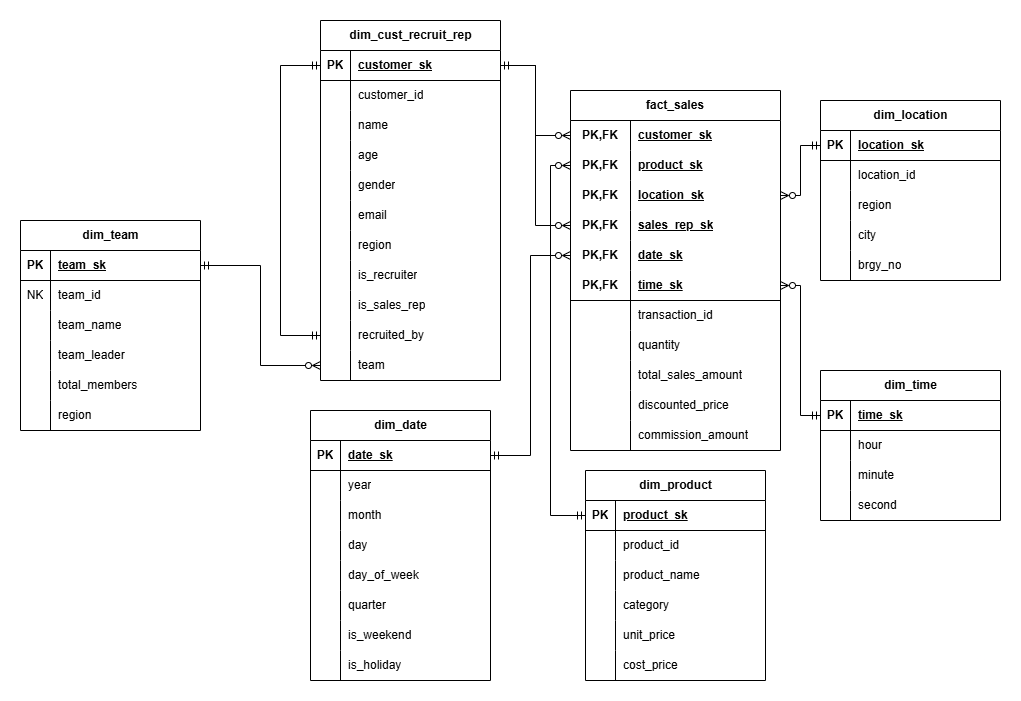 dim_cust_recruit_rep
PK customer_sk
customer_id
name
age
gender
email
region
is_recruiter
is_sales_rep
recruited_by
team
fact_sales
PK,FK customer_sk
PK,FK product_sk
PK,FK location_sk
PK,FK sales_rep_sk
PK,FK date_sk
PK,FK time_sk
transaction_id
quantity
total_sales_amount
discounted_price
commission_amount
dim_location
PK location_sk
location_id
region
city
brgy_no
dim_team
PK team_sk
NK team_id
team_name
team_leader
total_members
region
dim_date
PK date_sk
year
month
day
day_of_week
quarter
is_weekend
is_holiday
dim_product
PK product_sk
product_id
product_name
category
unit_price
cost_price
dim_time
PK time_sk
hour
minute
second